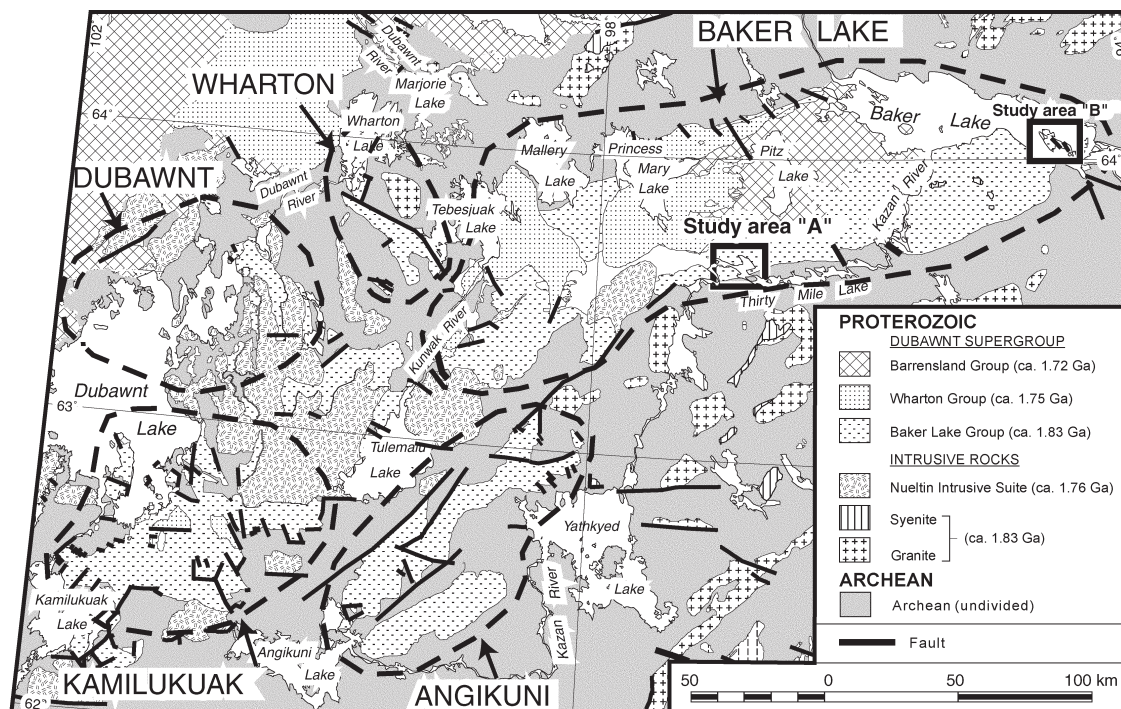 102°
Dubawnt
River
98°
BAKER LAKE
94°
WHARTON
Marjorie
Lake
64°
Wharton
Lake
Baker
Lake
Study area "B"
Mallery
Lake
Princess
Mary
Lake
Pitz
Lake
64°
DUBAWNT
Dubawnt
River
Kazan River
Tebesjuak
Lake
Study area "A"
Thirty Mile Lake
Kunwak River
Dubawnt
Lake
63°
Tulemalu
Lake
Yathkyed
Lake
Kazan River
Kamilukuak
Lake
Angikuni
Lake
KAMILUKUAK
ANGIKUNI
62°
PROTEROZOIC
DUBAWNT SUPERGROUP
Barrensland Group (ca. 1.72 Ga)
Wharton Group (ca. 1.75 Ga)
Baker Lake Group (ca. 1.83 Ga)
INTRUSIVE ROCKS
Nueltin Intrusive Suite (ca. 1.76 Ga)
Syenite
(ca. 1.83 Ga)
Granite
ARCHEAN
Archean (undivided)
Fault
50 0 50 100 km